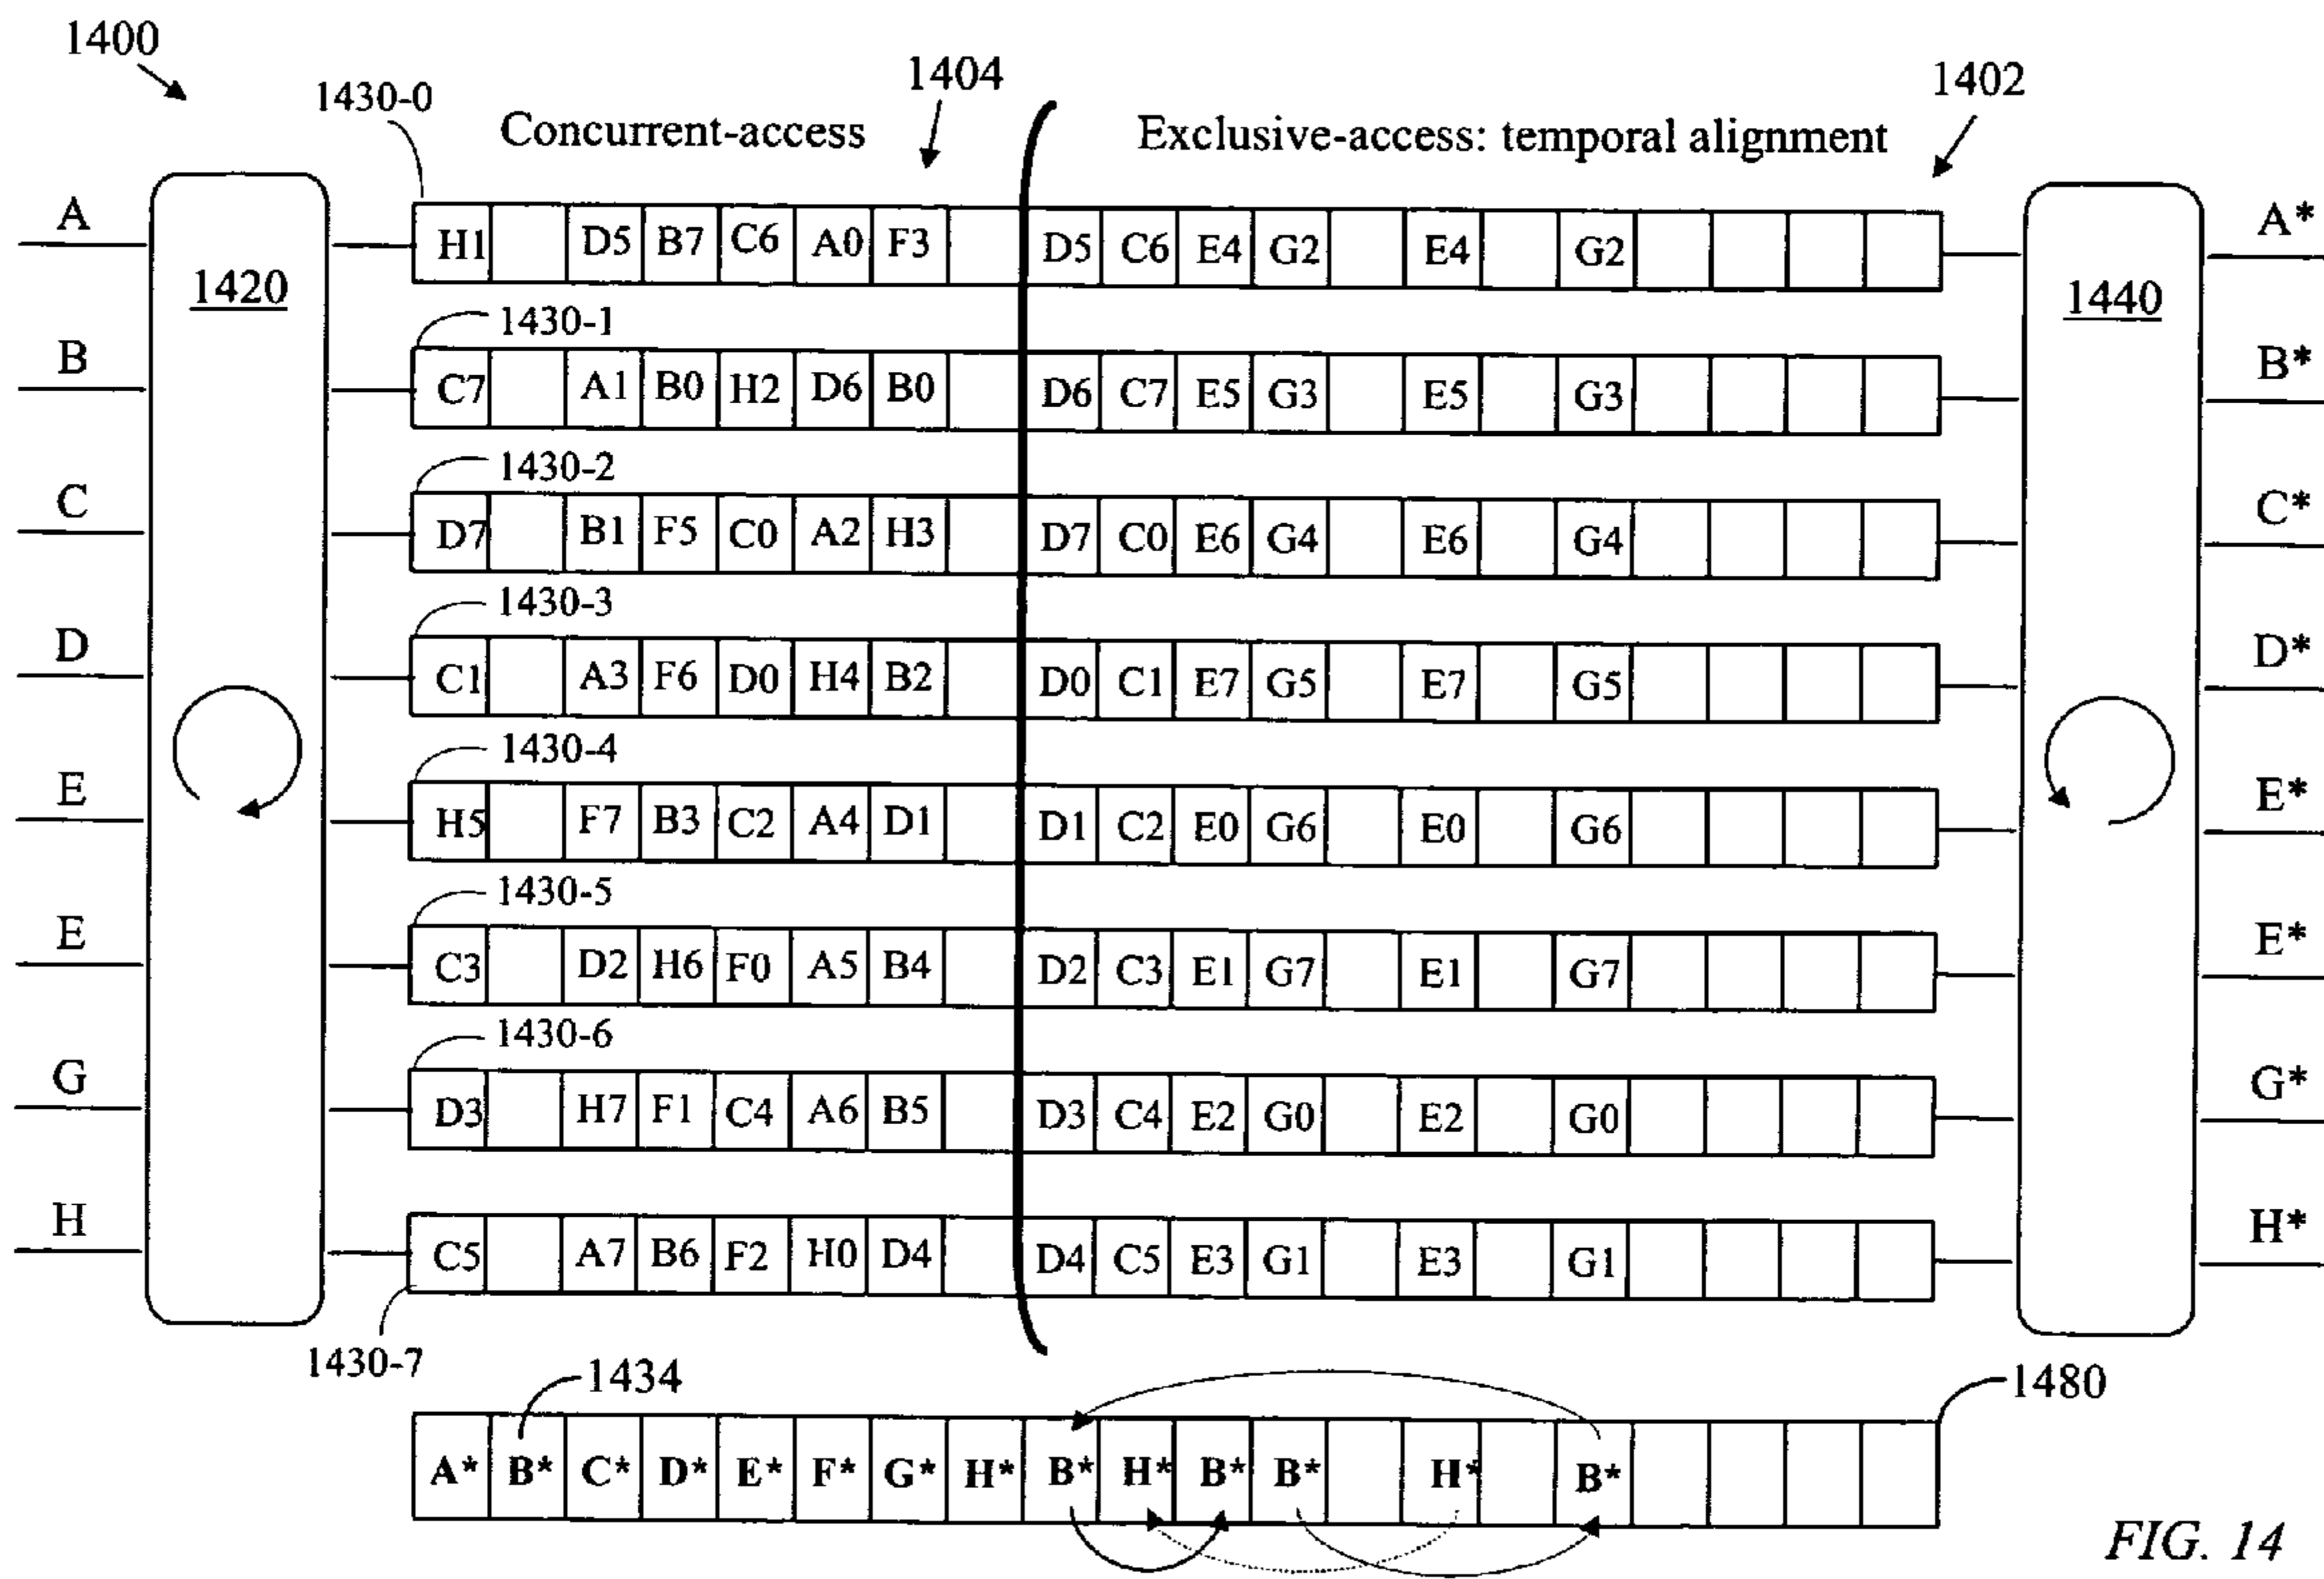 1400
1430-0
1404
1402
Concurrent-access
Exclusive-access: temporal alignment
A H1 D5 B7 C6 A0 F3 D5 C6 E4 G2 E4 G2 A*
1420
1440
1430-1
B C7 A1 B0 H2 D6 B0 D6 C7 E5 G3 E5 G3 B*
1430-2
C D7 B1 F5 C0 A2 H3 D7 C0 E6 G4 E6 G4 C*
1430-3
D C1 A3 F6 D0 H4 B2 D0 C1 E7 G5 E7 G5 D*
1430-4
E H5 F7 B3 C2 A4 D1 D1 C2 E0 G6 E0 G6 E*
1430-5
E C3 D2 H6 F0 A5 B4 D2 C3 E1 G7 E1 G7 E*
1430-6
G D3 H7 F1 C4 A6 B5 D3 C4 E2 G0 E2 G0 G*
H C5 A7 B6 F2 H0 D4 D4 C5 E3 G1 E3 G1 H*
1430-7
1434
1480
A* B* C* D* E* F* G* H* B* H* B* B* H* B*
FIG. 14